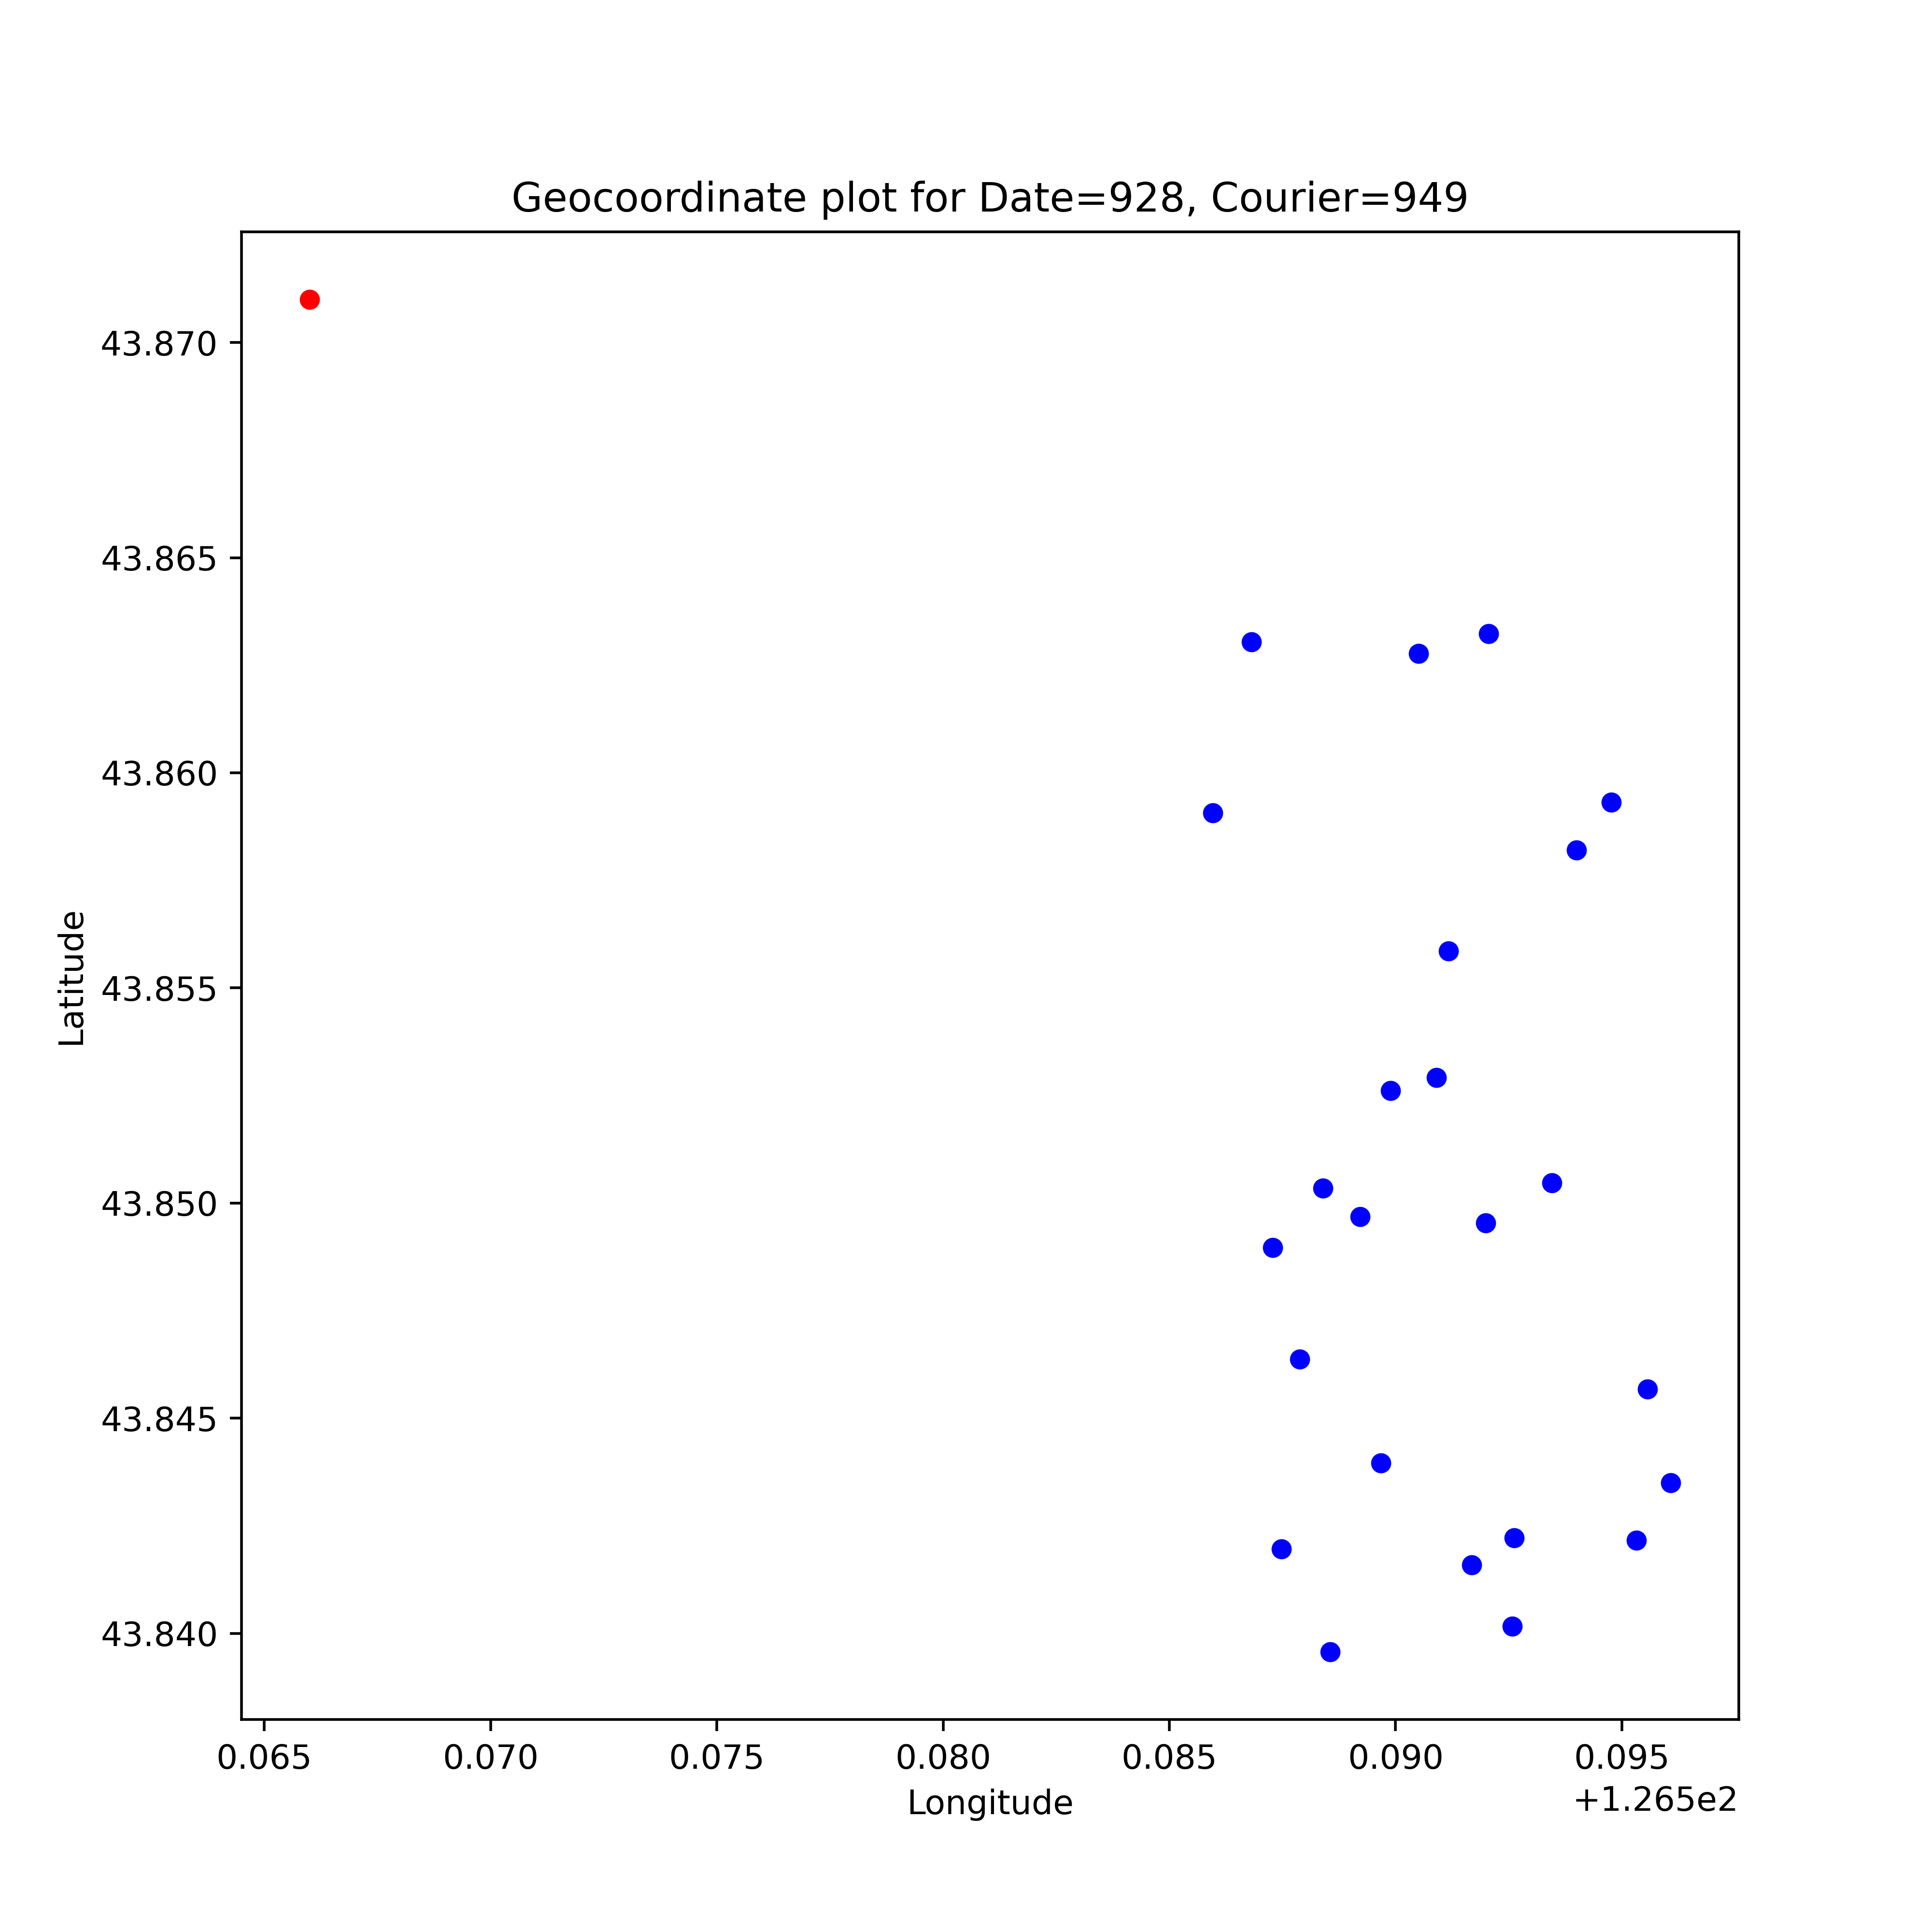 Geocoordinate plot for Date=928, Courier=949
43.870
43.865
43.860
43.855
43.850
43.845
43.840
Latitude
0.065 0.070 0.075 0.080 0.085 0.090 0.095
Longitude
+1.265e2